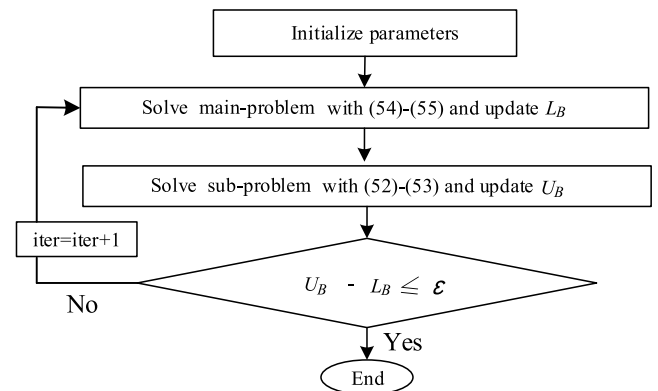 Initialize parameters
Solve main-problem with (54)-(55) and update L_B
Solve sub-problem with (52)-(53) and update U_B
iter=iter+1
U_B - L_B ≤ ε
No
Yes
End